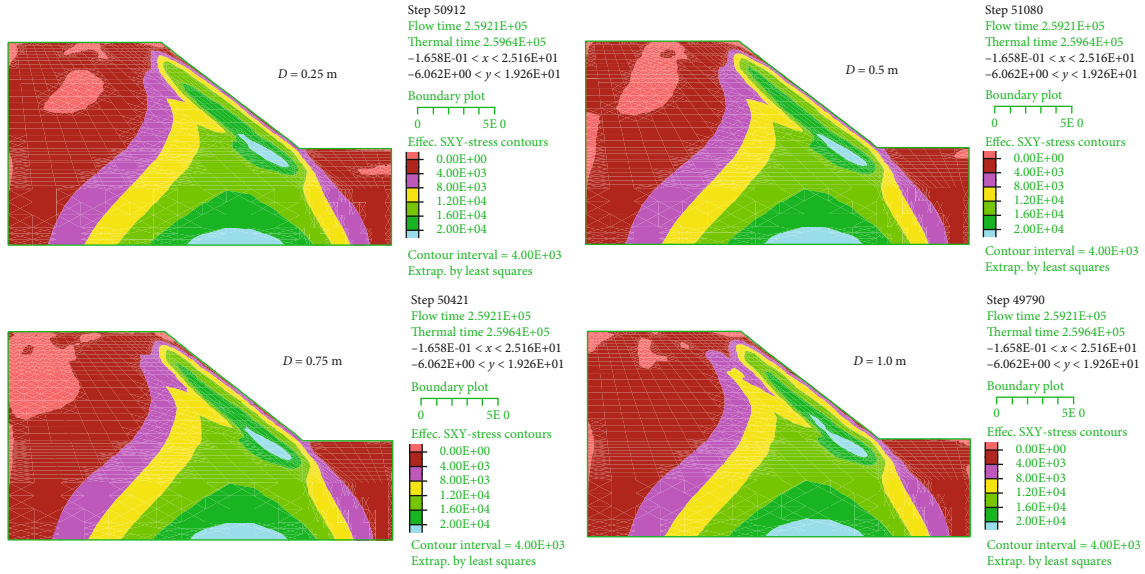 Step 50912
Flow time 2.5921E+05
Thermal time 2.5964E+05
−1.658E-01 < x < 2.516E+01
−6.062E+00 < y < 1.926E+01
D = 0.25 m
Boundary plot
0 5E 0
Effec. SXY-stress contours
0.00E+00
4.00E+03
8.00E+03
1.20E+04
1.60E+04
2.00E+04
Contour interval = 4.00E+03
Extrap. by least squares
Step 51080
Flow time 2.5921E+05
Thermal time 2.5964E+05
−1.658E-01 < x < 2.516E+01
−6.062E+00 < y < 1.926E+01
D = 0.5 m
Boundary plot
0 5E 0
Effec. SXY-stress contours
0.00E+00
4.00E+03
8.00E+03
1.20E+04
1.60E+04
2.00E+04
Contour interval = 4.00E+03
Extrap. by least squares
Step 50421
Flow time 2.5921E+05
Thermal time 2.5964E+05
−1.658E-01 < x < 2.516E+01
−6.062E+00 < y < 1.926E+01
D = 0.75 m
Boundary plot
0 5E 0
Effec. SXY-stress contours
0.00E+00
4.00E+03
8.00E+03
1.20E+04
1.60E+04
2.00E+04
Contour interval = 4.00E+03
Extrap. by least squares
Step 49790
Flow time 2.5921E+05
Thermal time 2.5964E+05
−1.658E-01 < x < 2.516E+01
−6.062E+00 < y < 1.926E+01
D = 1.0 m
Boundary plot
0 5E 0
Effec. SXY-stress contours
0.00E+00
4.00E+03
8.00E+03
1.20E+04
1.60E+04
2.00E+04
Contour interval = 4.00E+03
Extrap. by least squares